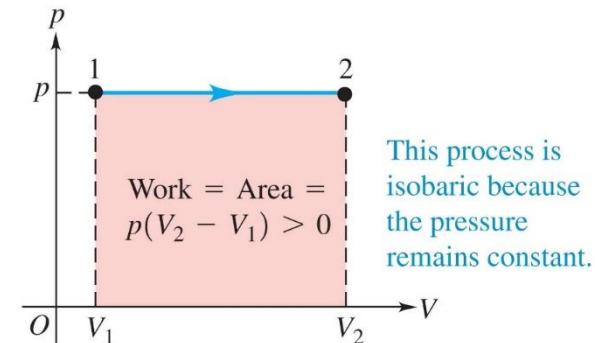 p
1
2
p
Work = Area =
p(V₂ − V₁) > 0
This process is
isobaric because
the pressure
remains constant.
O
V₁
V₂
V